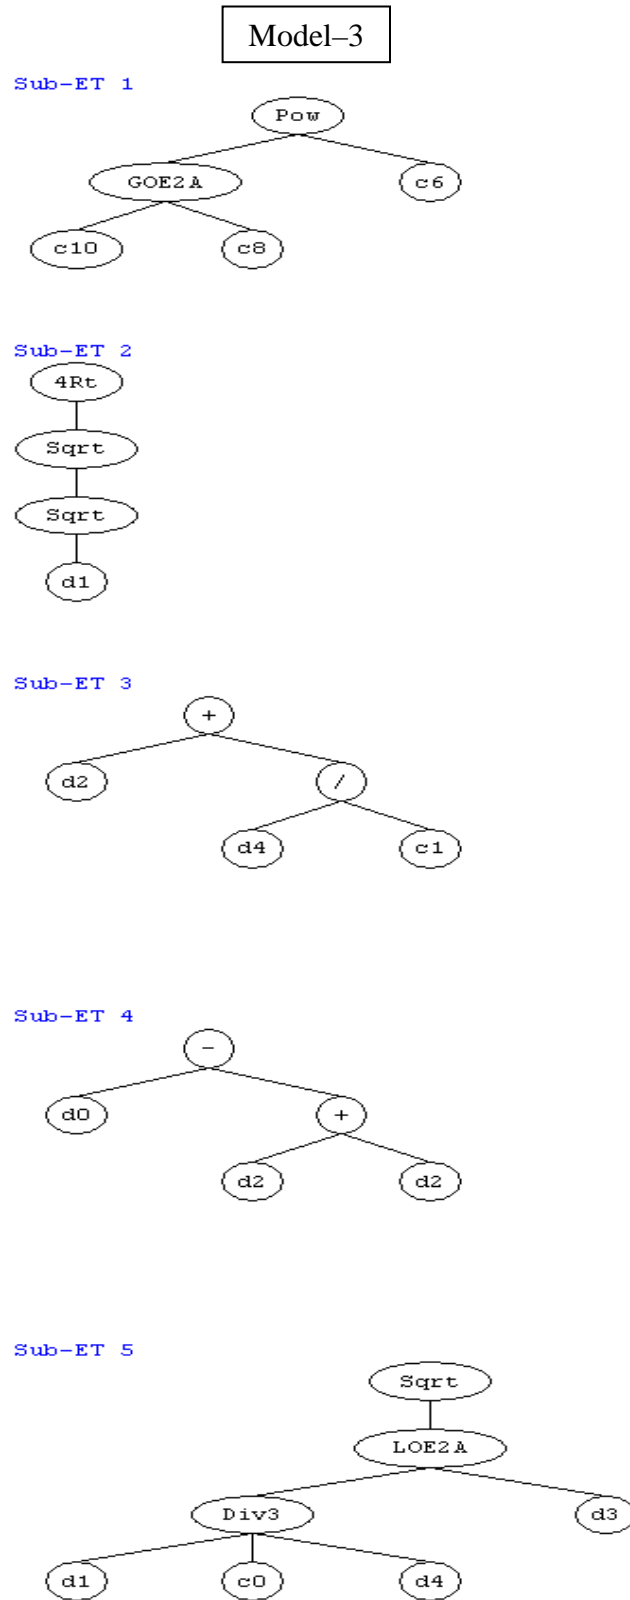 Model–3
Sub-ET 1
Pow
GOE2A c6
c10 c8
Sub-ET 2
4Rt
Sqrt
Sqrt
d1
Sub-ET 3
+
d2 /
d4 c1
Sub-ET 4
-
d0 +
d2 d2
Sub-ET 5
Sqrt
LOE2A
Div3 d3
d1 c0 d4